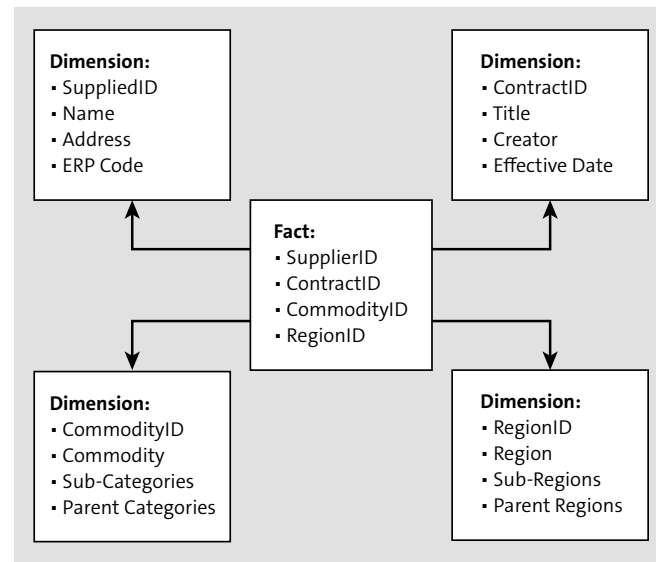 Dimension:
▪ SuppliedID
▪ Name
▪ Address
▪ ERP Code
Dimension:
▪ ContractID
▪ Title
▪ Creator
▪ Effective Date
Fact:
▪ SupplierID
▪ ContractID
▪ CommodityID
▪ RegionID
Dimension:
▪ CommodityID
▪ Commodity
▪ Sub-Categories
▪ Parent Categories
Dimension:
▪ RegionID
▪ Region
▪ Sub-Regions
▪ Parent Regions